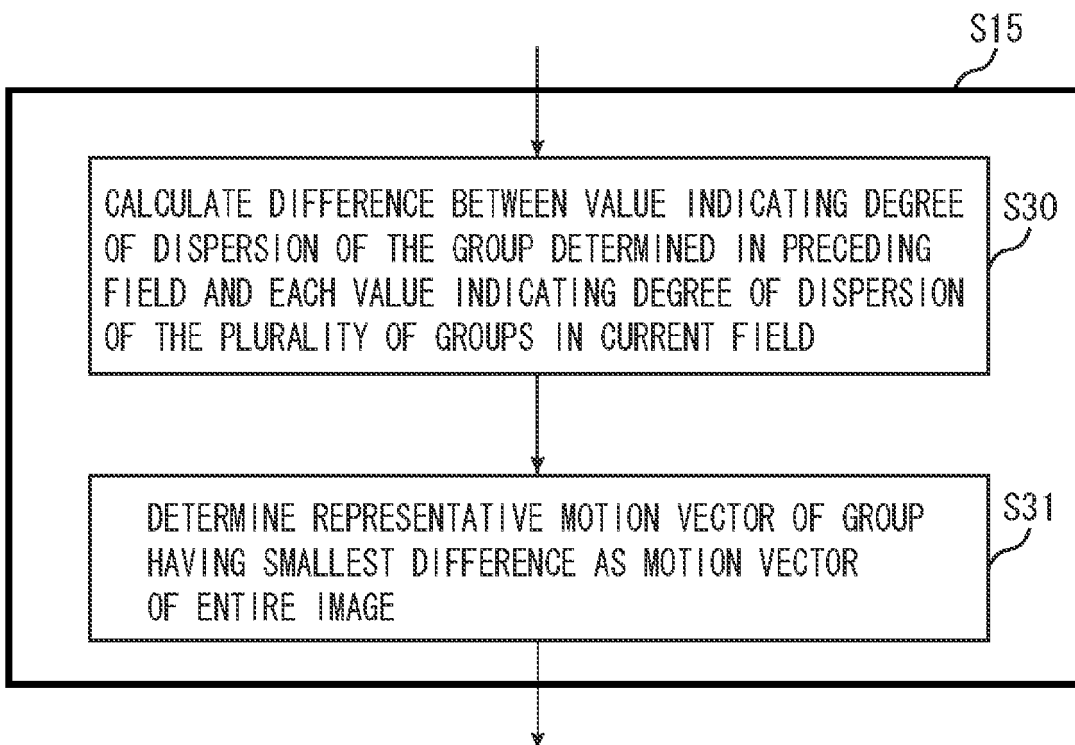 S15
CALCULATE DIFFERENCE BETWEEN VALUE INDICATING DEGREE
OF DISPERSION OF THE GROUP DETERMINED IN PRECEDING
FIELD AND EACH VALUE INDICATING DEGREE OF DISPERSION
OF THE PLURALITY OF GROUPS IN CURRENT FIELD
S30
DETERMINE REPRESENTATIVE MOTION VECTOR OF GROUP
HAVING SMALLEST DIFFERENCE AS MOTION VECTOR
OF ENTIRE IMAGE
S31